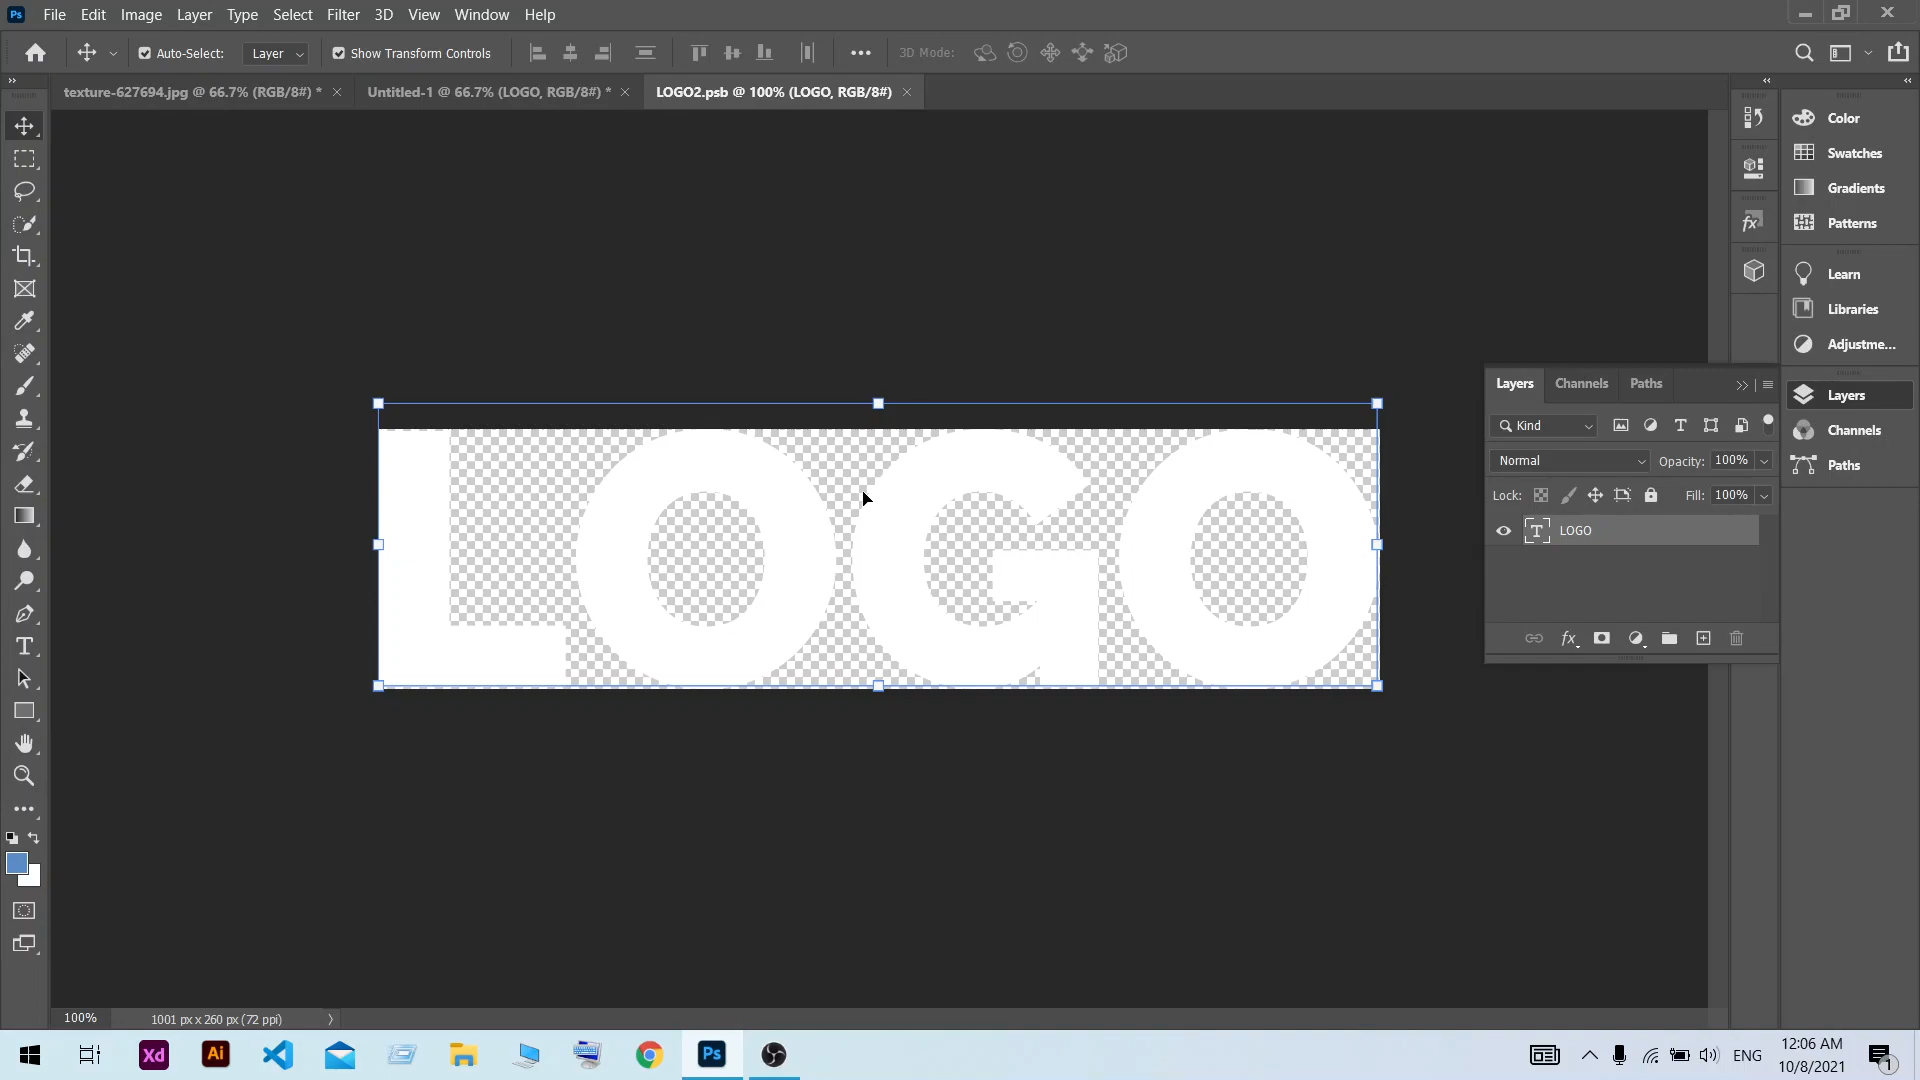 Ps File Edit Image Layer Type Select Filter 3D View Window Help
Auto-Select: Layer Show Transform Controls 3D Mode:
texture-627694.jpg @ 66.7% (RGB/8#) * Untitled-1 @ 66.7% (LOGO, RGB/8#) * LOGO2.psb @ 100% (LOGO, RGB/8#)
Color
Swatches
Gradients
Patterns
Learn
Libraries
Adjustme...
Layers
Channels
Paths
Layers Channels Paths
Kind
Normal Opacity: 100%
Lock: Fill: 100%
T LOGO
fx
LOGO
100% 1001 px x 260 px (72 ppi)
Xd Ai Ps ENG 12:06 AM
10/8/2021
1